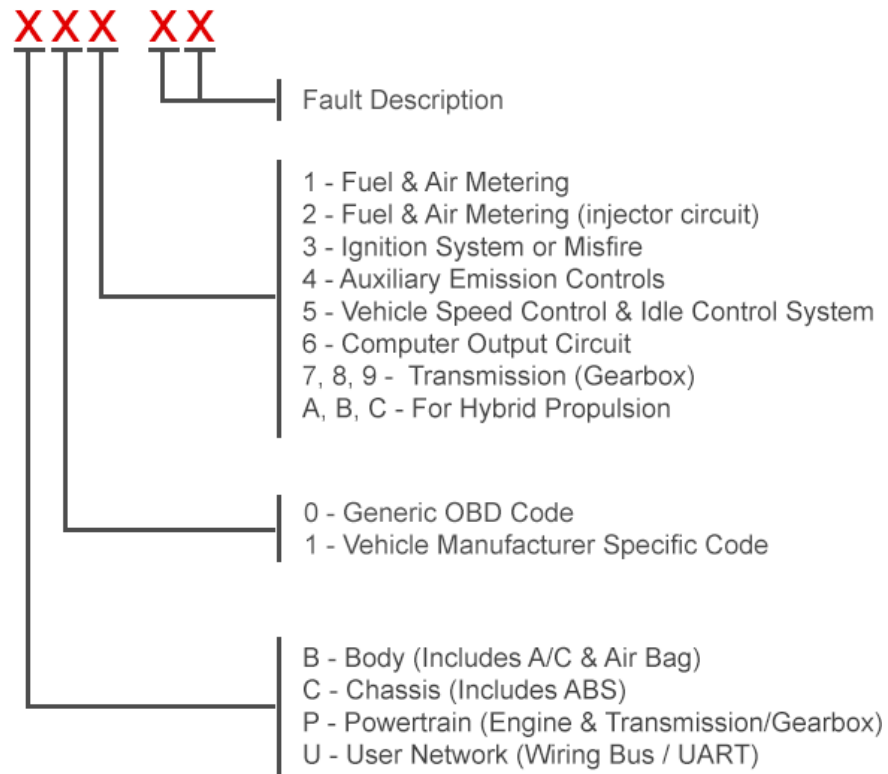 XXX XX
Fault Description
1 - Fuel & Air Metering
2 - Fuel & Air Metering (injector circuit)
3 - Ignition System or Misfire
4 - Auxiliary Emission Controls
5 - Vehicle Speed Control & Idle Control System
6 - Computer Output Circuit
7, 8, 9 - Transmission (Gearbox)
A, B, C - For Hybrid Propulsion
0 - Generic OBD Code
1 - Vehicle Manufacturer Specific Code
B - Body (Includes A/C & Air Bag)
C - Chassis (Includes ABS)
P - Powertrain (Engine & Transmission/Gearbox)
U - User Network (Wiring Bus / UART)